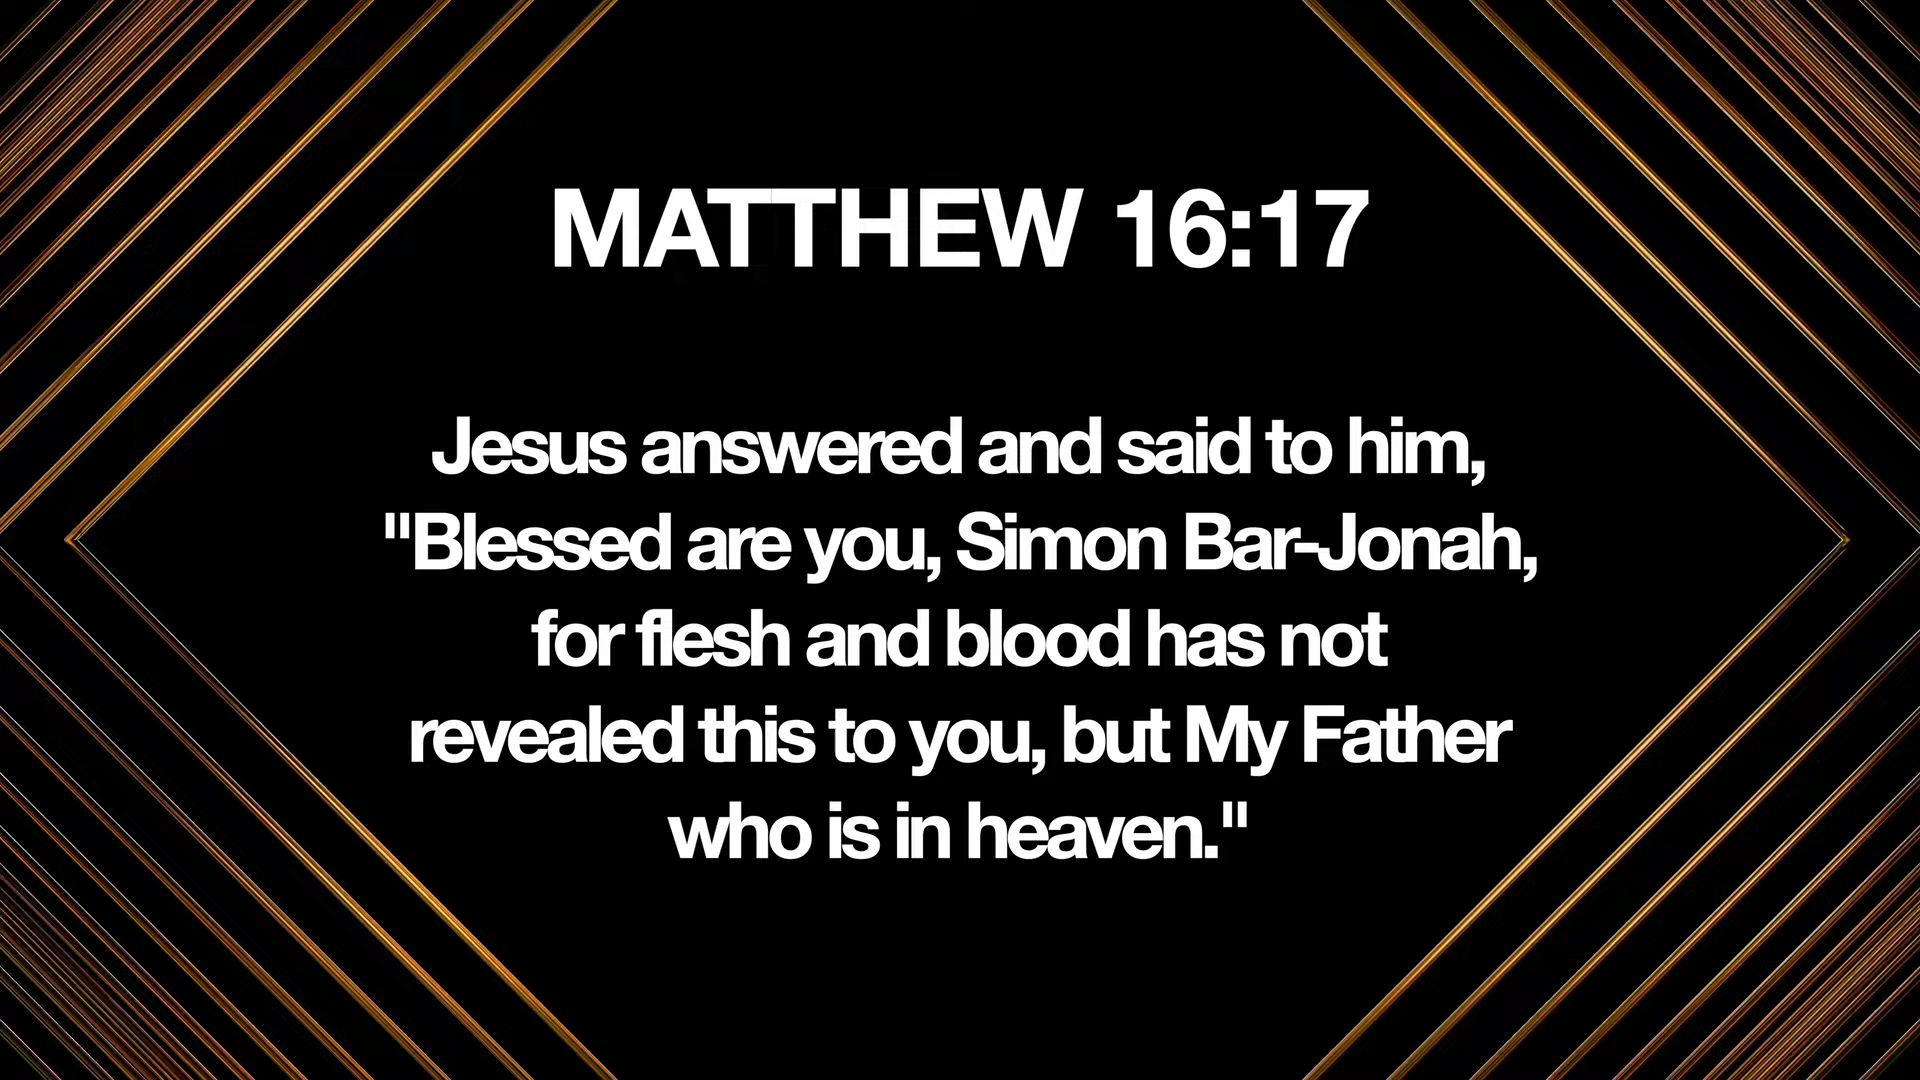 MATTHEW 16:17
Jesus answered and said to him,
"Blessed are you, Simon Bar-Jonah,
for flesh and blood has not
revealed this to you, but My Father
who is in heaven."